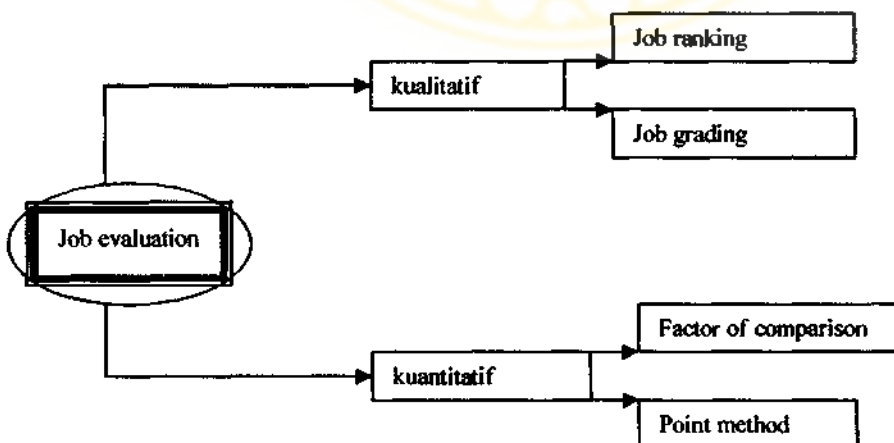 Job ranking
kualitatif
Job grading
Job evaluation
Factor of comparison
kuantitatif
Point method